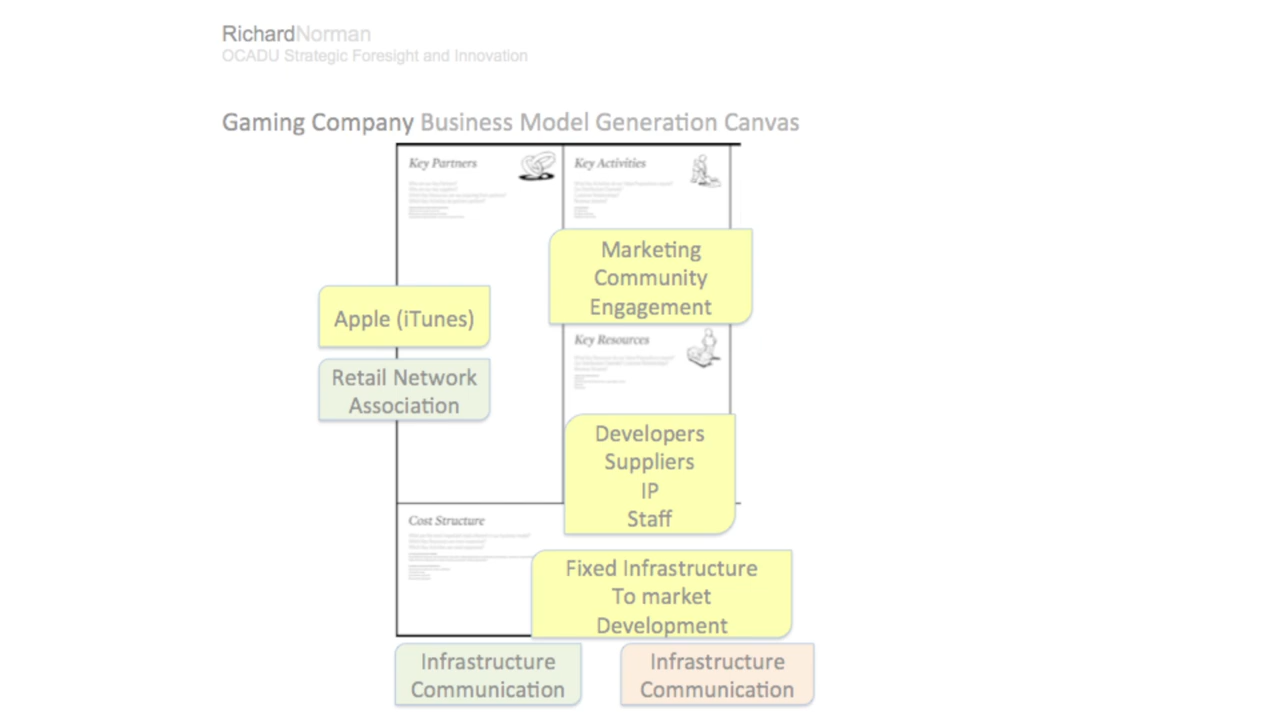 RichardNorman
OCADU Strategic Foresight and Innovation
Gaming Company Business Model Generation Canvas
Key Partners
Key Activities
Marketing
Community
Engagement
Apple (iTunes)
Retail Network
Association
Key Resources
Developers
Suppliers
IP
Staff
Cost Structure
Fixed Infrastructure
To market
Development
Infrastructure
Communication
Infrastructure
Communication